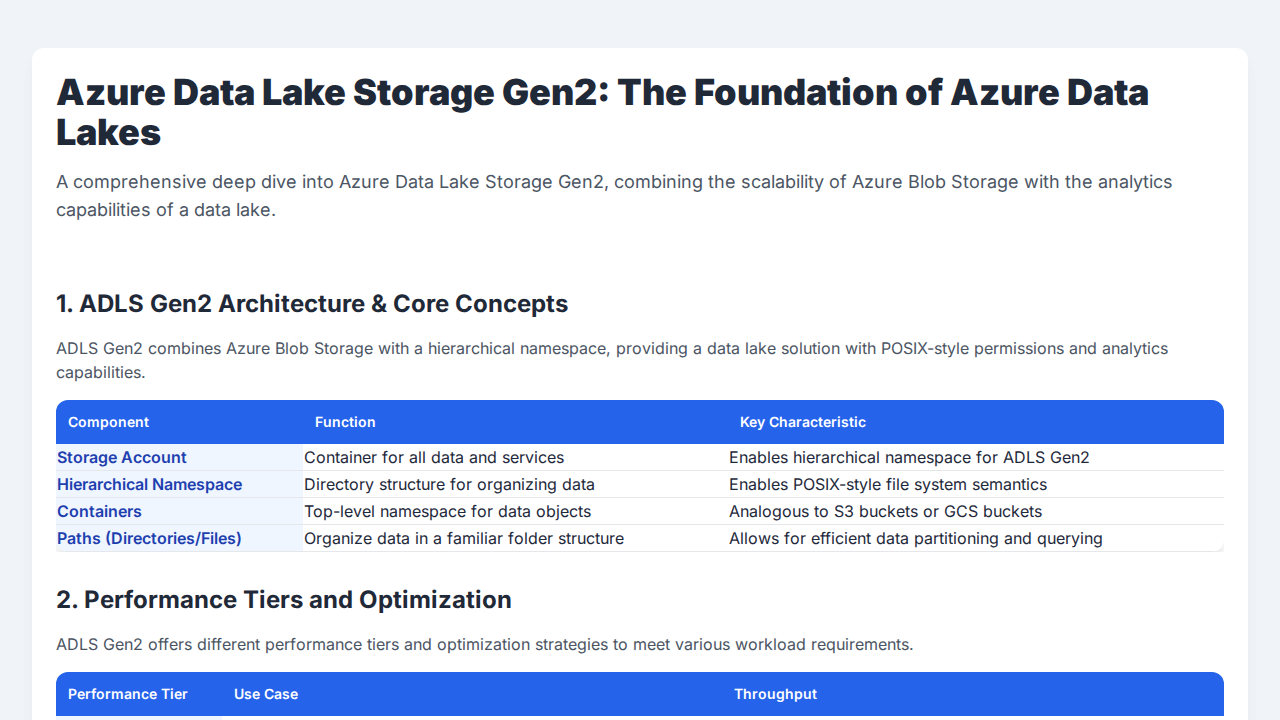 Azure Data Lake Storage Gen2: The Foundation of Azure Data
Lakes
A comprehensive deep dive into Azure Data Lake Storage Gen2, combining the scalability of Azure Blob Storage with the analytics
capabilities of a data lake.
1. ADLS Gen2 Architecture & Core Concepts
ADLS Gen2 combines Azure Blob Storage with a hierarchical namespace, providing a data lake solution with POSIX-style permissions and analytics
capabilities.
Component Function Key Characteristic
Storage Account Container for all data and services Enables hierarchical namespace for ADLS Gen2
Hierarchical Namespace Directory structure for organizing data Enables POSIX-style file system semantics
Containers Top-level namespace for data objects Analogous to S3 buckets or GCS buckets
Paths (Directories/Files) Organize data in a familiar folder structure Allows for efficient data partitioning and querying
2. Performance Tiers and Optimization
ADLS Gen2 offers different performance tiers and optimization strategies to meet various workload requirements.
Performance Tier Use Case Throughput